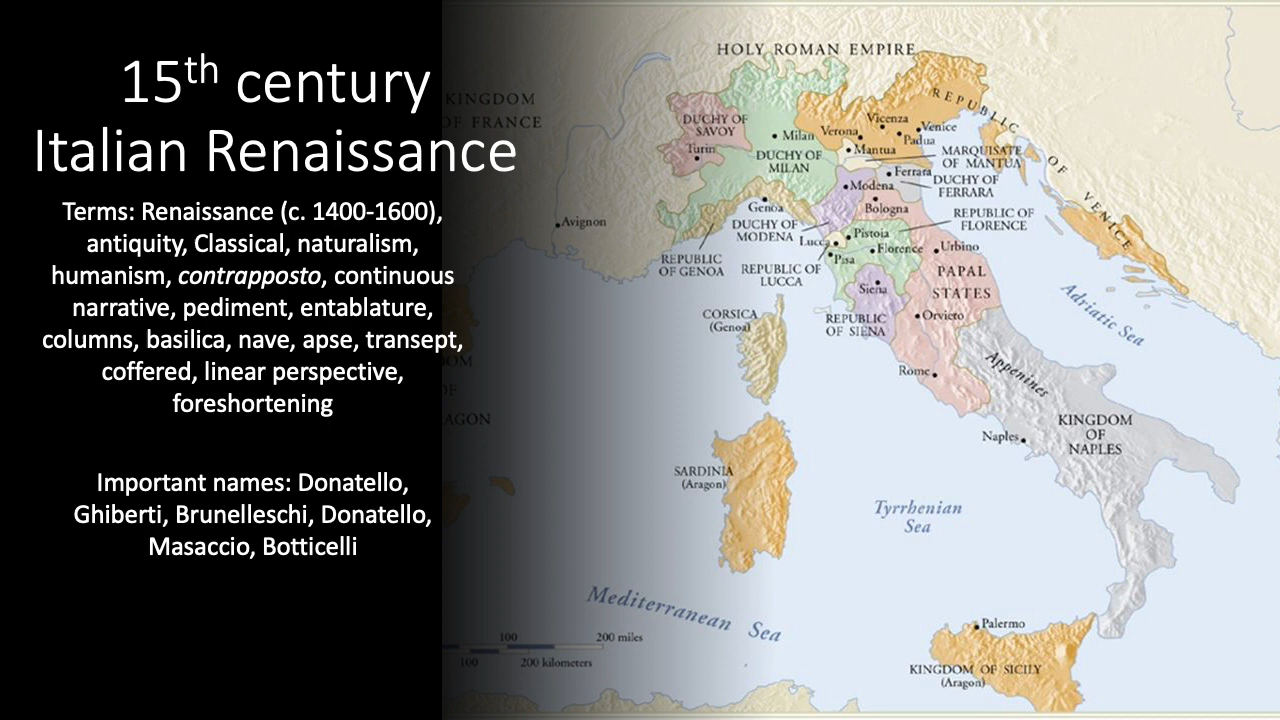 15th century
Italian Renaissance
Terms: Renaissance (c. 1400-1600),
antiquity, Classical, naturalism,
humanism, contrapposto, continuous
narrative, pediment, entablature,
columns, basilica, nave, apse, transept,
coffered, linear perspective,
foreshortening
Important names: Donatello,
Ghiberti, Brunelleschi, Donatello,
Masaccio, Botticelli
HOLY ROMAN EMPIRE
KINGDOM
OF FRANCE
DUCHY OF
SAVOY
Turin
Milan
DUCHY OF
MILAN
Verona
Vicenza
Venice
Padua
Mantua
REPUBLIC OF VENICE
MARQUISATE
OF MANTUA
Ferrara
DUCHY OF
FERRARA
Modena
Bologna
Genoa
DUCHY OF
MODENA
REPUBLIC OF
FLORENCE
Avignon
Pistoia
Lucca
Florence
Urbino
Pisa
REPUBLIC
OF GENOA
REPUBLIC OF
LUCCA
PAPAL
STATES
Siena
REPUBLIC
OF SIENA
Orvieto
Adriatic Sea
CORSICA
(Genoa)
Rome
Appenines
OM
OF
AGON
KINGDOM
OF
NAPLES
Naples
SARDINIA
(Aragon)
Tyrrhenian
Sea
Mediterranean Sea
Palermo
100
200 miles
100
200 kilometers
KINGDOM OF SICILY
(Aragon)